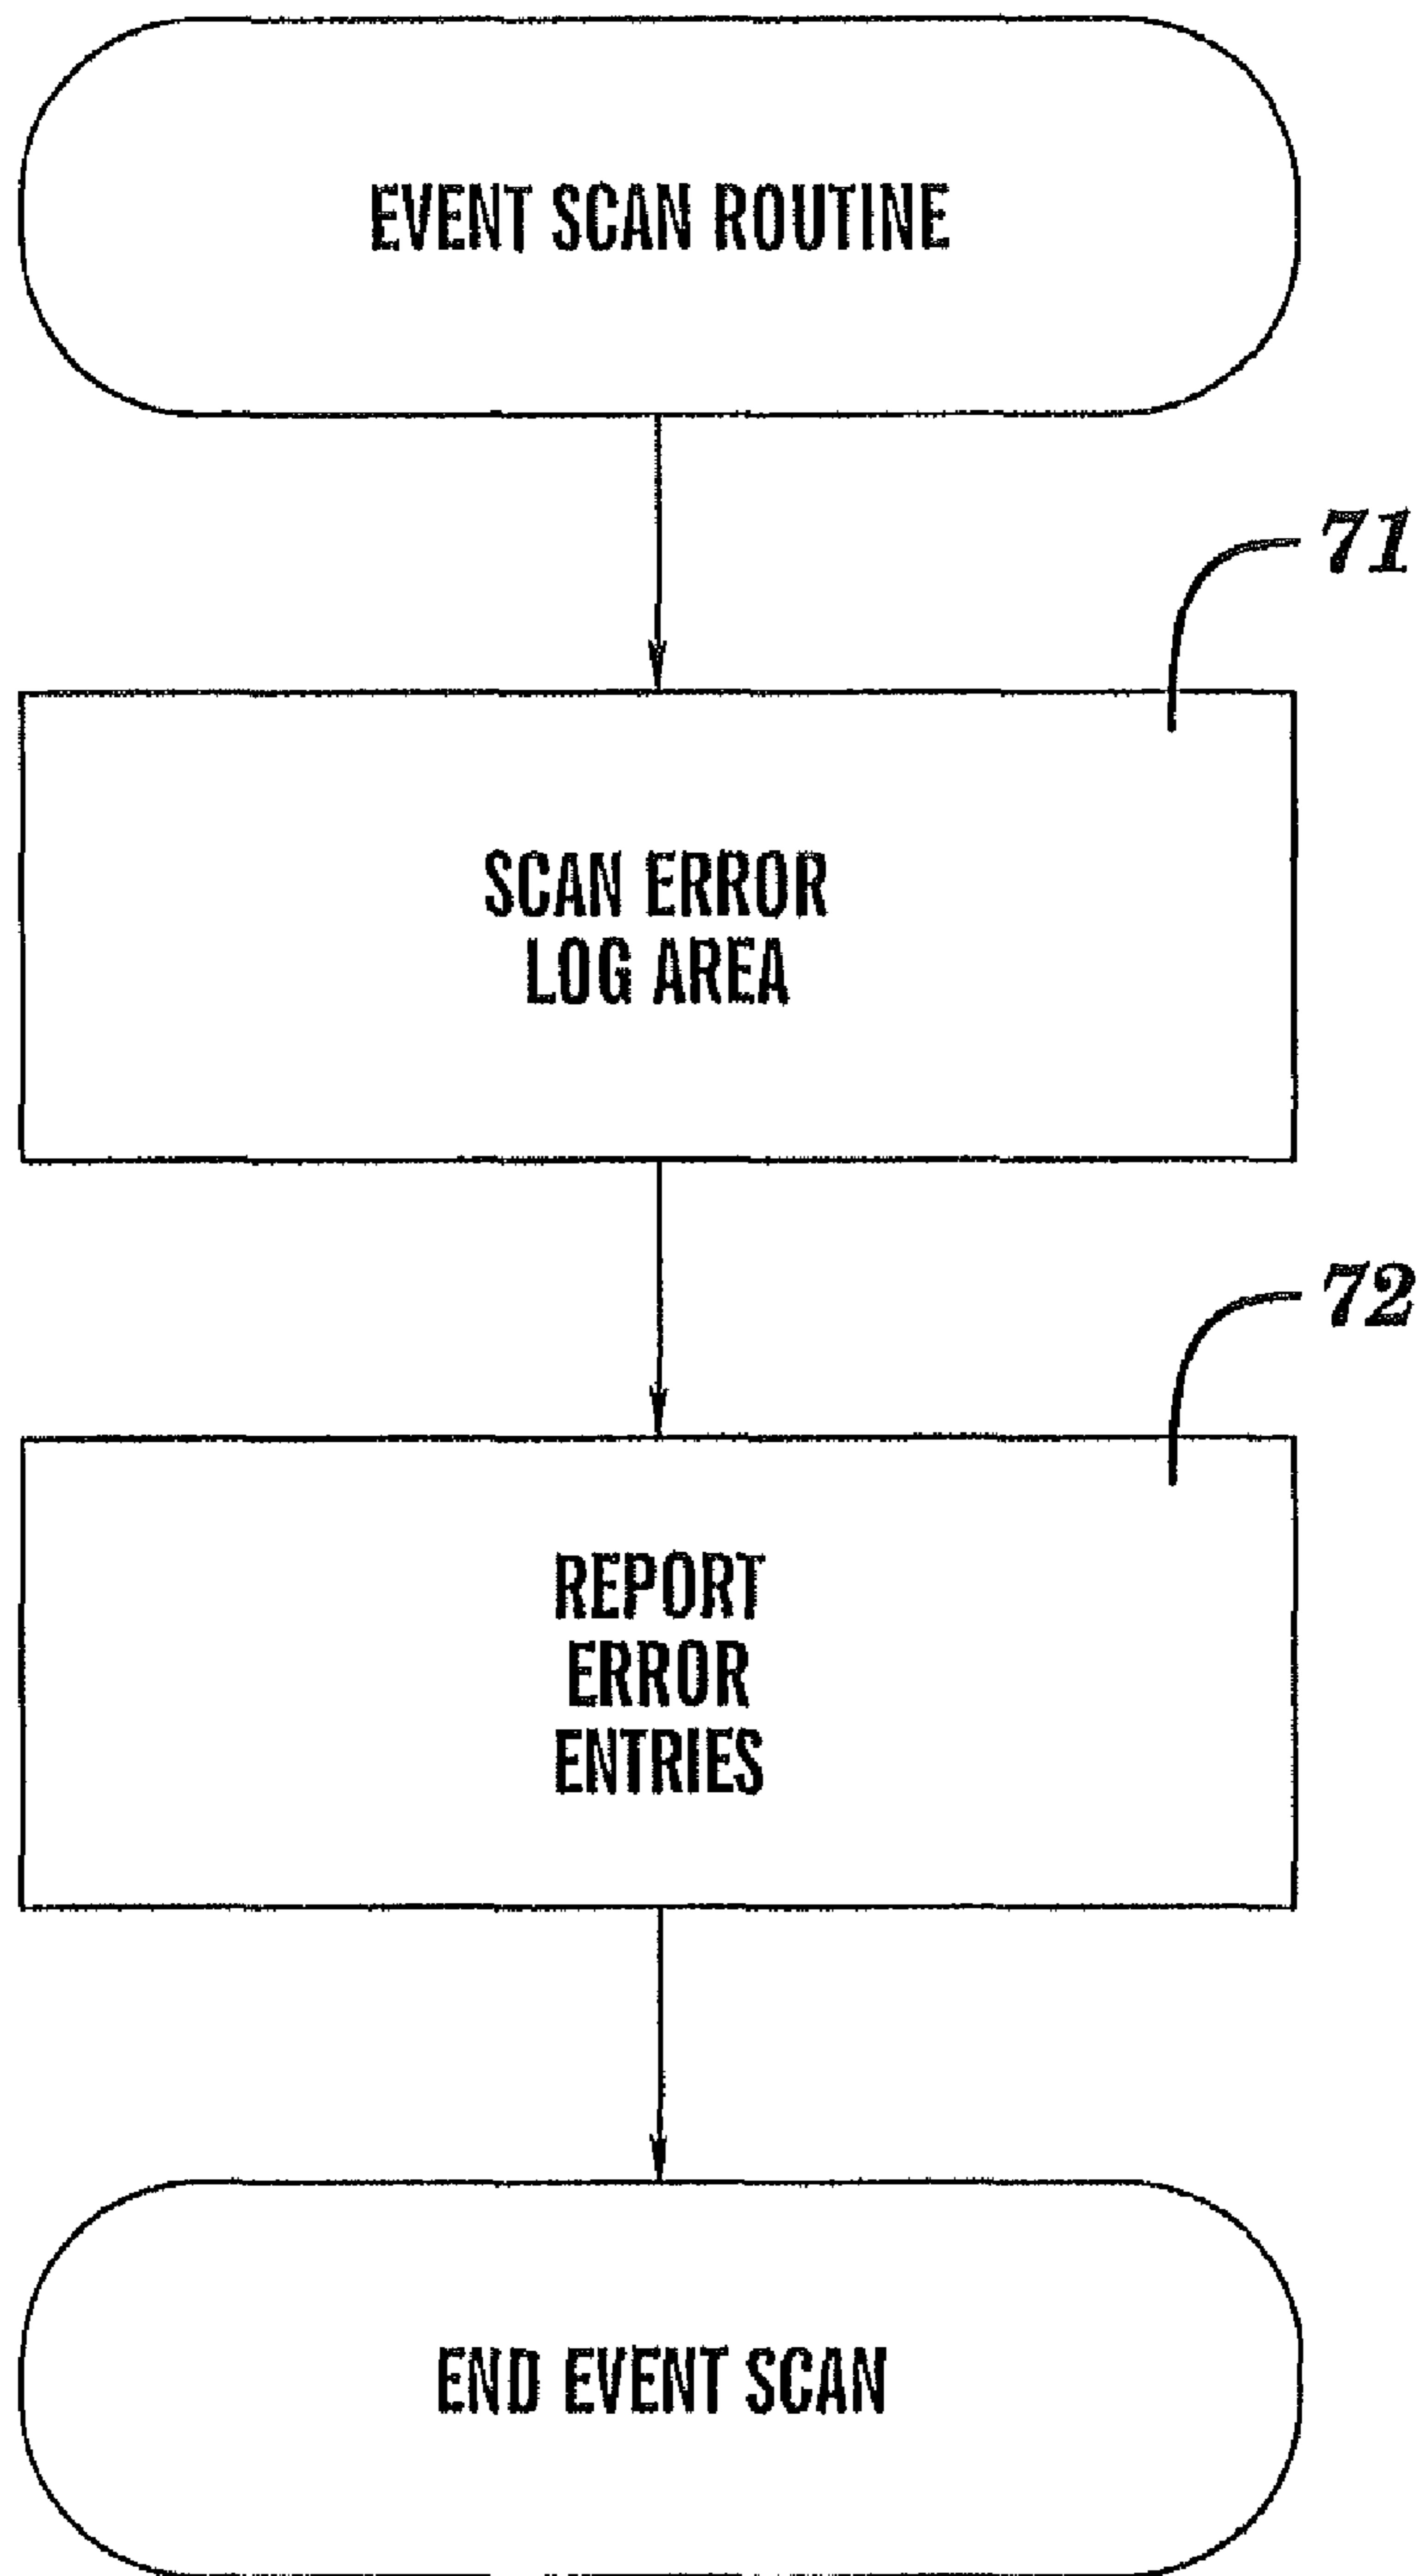 EVENT SCAN ROUTINE
71
SCAN ERROR
LOG AREA
72
REPORT
ERROR
ENTRIES
END EVENT SCAN